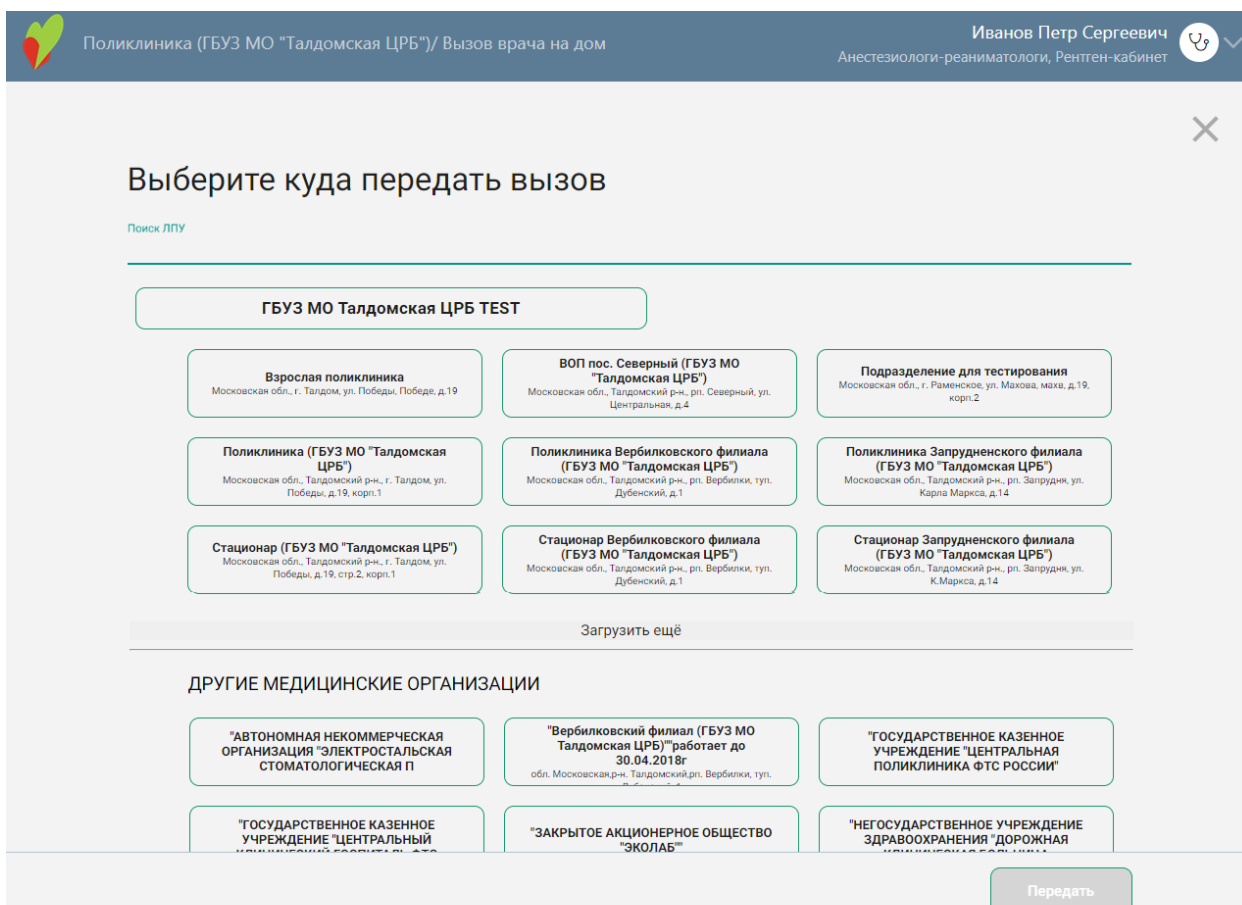 Поликлиника (ГБУЗ МО "Талдомская ЦРБ")/ Вызов врача на дом
Иванов Петр Сергеевич
Анестезиологи-реаниматологи, Рентген-кабинет
Выберите куда передать вызов
Поиск ЛПУ
ГБУЗ МО Талдомская ЦРБ TEST
Взрослая поликлиника
Московская обл., г. Талдом, ул. Победы, Победе, д.19
ВОП пос. Северный (ГБУЗ МО
"Талдомская ЦРБ")
Московская обл., Талдомский р-н., рп. Северный, ул.
Центральная, д.4
Подразделение для тестирования
Московская обл., г. Раменское, ул. Махова, махв, д.19,
корп.2
Поликлиника (ГБУЗ МО "Талдомская
ЦРБ")
Московская обл., Талдомский р-н., г. Талдом, ул.
Победы, д.19, корп.1
Поликлиника Вербилковского филиала
(ГБУЗ МО "Талдомская ЦРБ")
Московская обл., Талдомский р-н., рп. Вербилки, туп.
Дубенский, д.1
Поликлиника Запрудненского филиала
(ГБУЗ МО "Талдомская ЦРБ")
Московская обл., Талдомский р-н., рп. Запрудня, ул.
Карла Маркса, д.14
Стационар (ГБУЗ МО "Талдомская ЦРБ")
Московская обл., Талдомский р-н., г. Талдом, ул.
Победы, д.19, стр.2, корп.1
Стационар Вербилковского филиала
(ГБУЗ МО "Талдомская ЦРБ")
Московская обл., Талдомский р-н., рп. Вербилки, туп.
Дубенский, д.1
Стационар Запрудненского филиала
(ГБУЗ МО "Талдомская ЦРБ")
Московская обл., Талдомский р-н., рп. Запрудня, ул.
К.Маркса, д.14
Загрузить ещё
ДРУГИЕ МЕДИЦИНСКИЕ ОРГАНИЗАЦИИ
"АВТОНОМНАЯ НЕКОММЕРЧЕСКАЯ
ОРГАНИЗАЦИЯ "ЭЛЕКТРОСТАЛЬСКАЯ
СТОМАТОЛОГИЧЕСКАЯ П
"Вербилковский филиал (ГБУЗ МО
Талдомская ЦРБ)""работает до
30.04.2018г
обл. Московская,р-н. Талдомский,рп. Вербилки, туп.
"ГОСУДАРСТВЕННОЕ КАЗЕННОЕ
УЧРЕЖДЕНИЕ "ЦЕНТРАЛЬНАЯ
ПОЛИКЛИНИКА ФТС РОССИИ"
"ГОСУДАРСТВЕННОЕ КАЗЕННОЕ
УЧРЕЖДЕНИЕ "ЦЕНТРАЛЬНЫЙ
КЛИНИЧЕСКИЙ ГОСПИТАЛЬ ФТС
"ЗАКРЫТОЕ АКЦИОНЕРНОЕ ОБЩЕСТВО
"ЭКОЛАБ""
"НЕГОСУДАРСТВЕННОЕ УЧРЕЖДЕНИЕ
ЗДРАВООХРАНЕНИЯ "ДОРОЖНАЯ
КЛИНИЧЕСКАЯ БОЛЬНИЦА
Передать